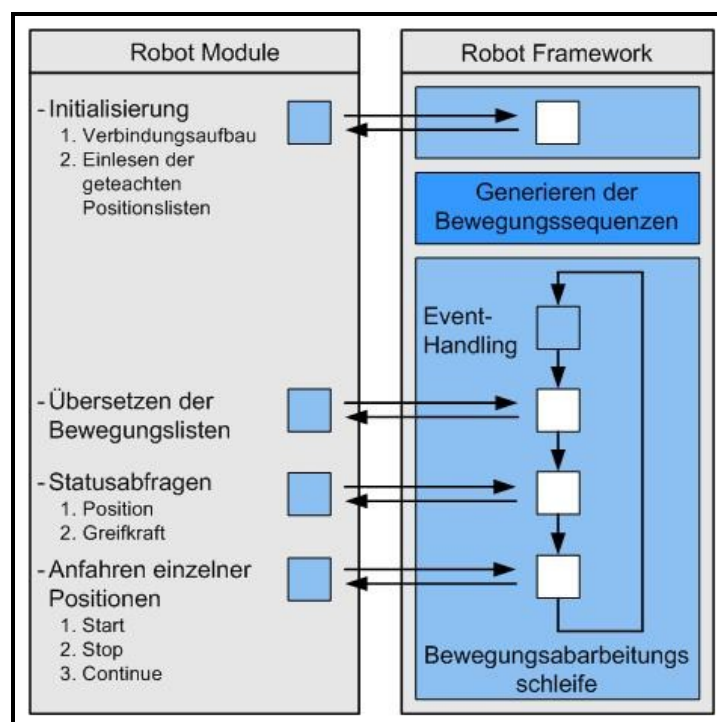 Robot Module
- Initialisierung
1. Verbindungsaufbau
2. Einlesen der
geteachten
Positionslisten
- Übersetzen der
Bewegungslisten
- Statusabfragen
1. Position
2. Greifkraft
- Anfahren einzelner
Positionen
1. Start
2. Stop
3. Continue
Robot Framework
Generieren der
Bewegungssequenzen
Event-
Handling
Bewegungsabarbeitungs
schleife